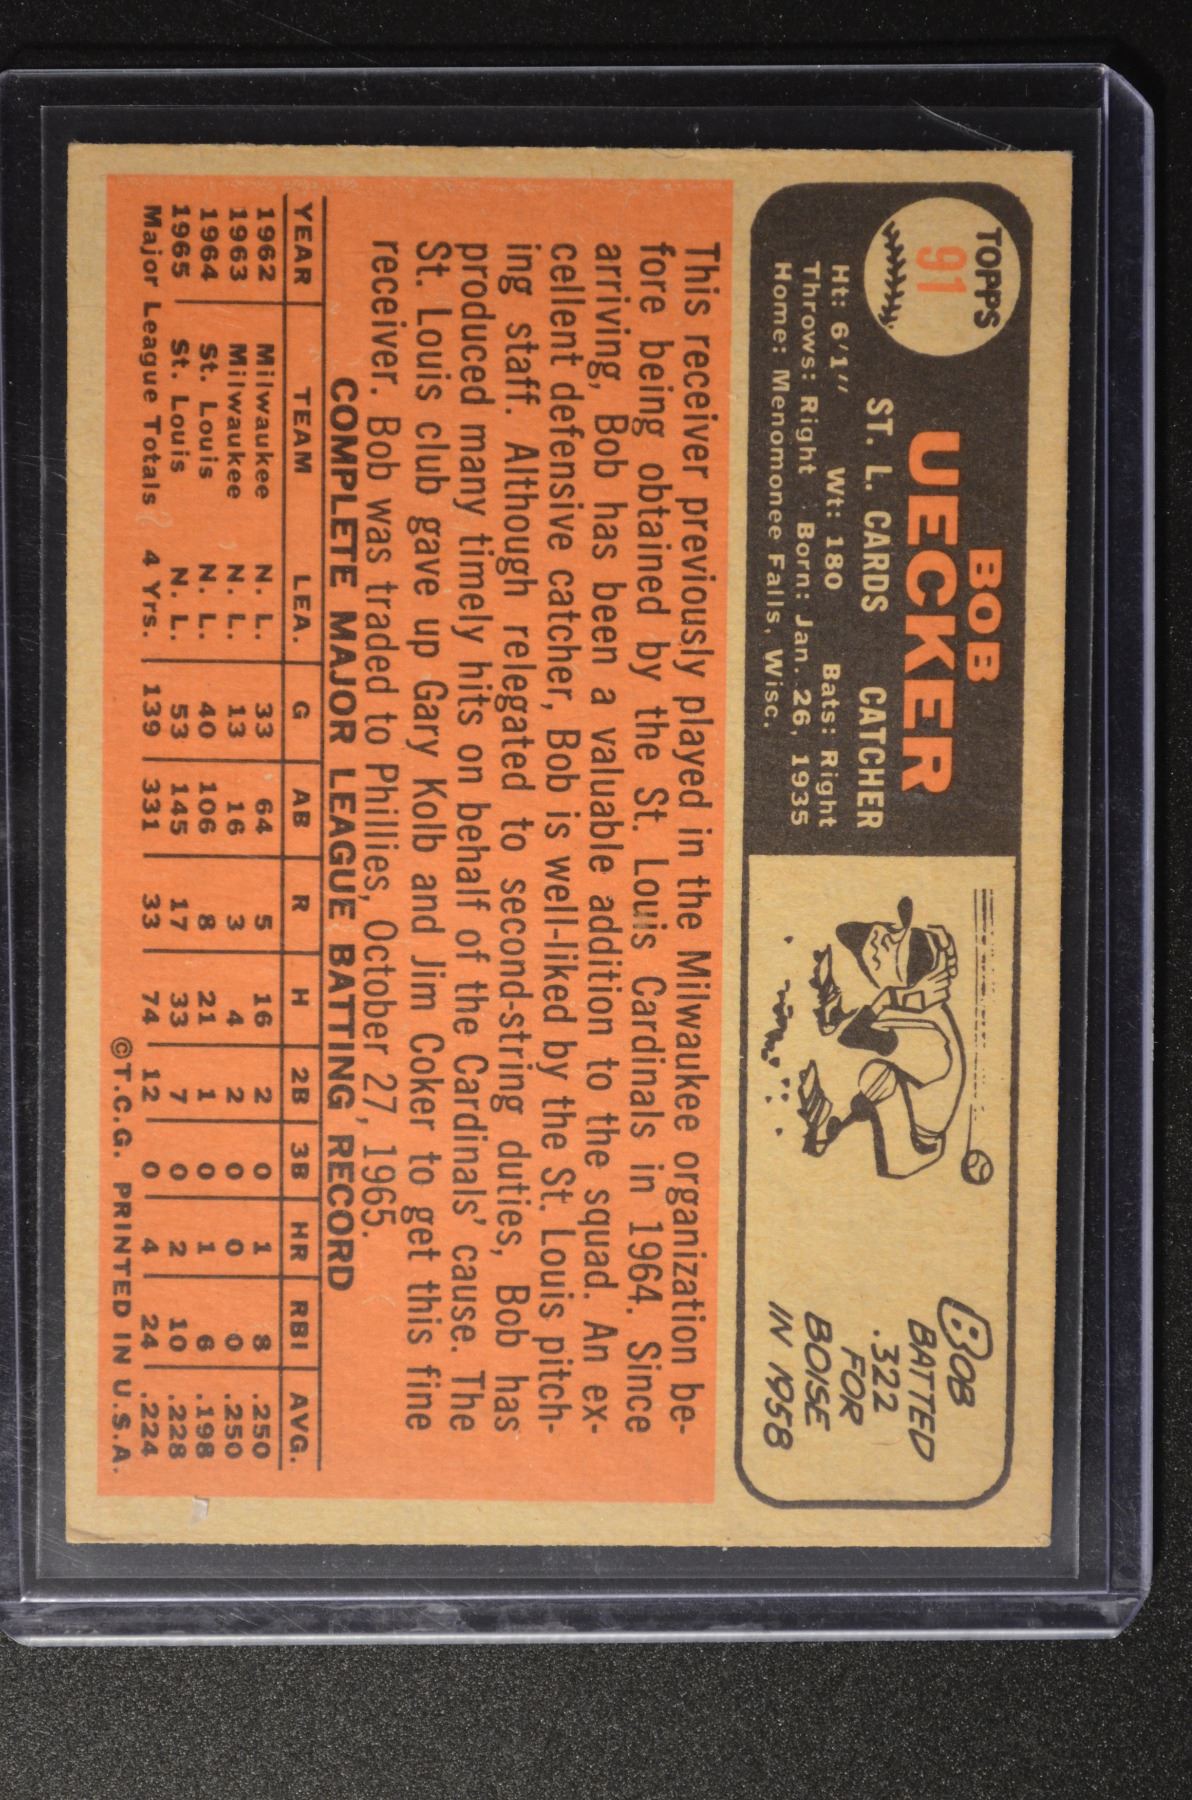 TOPPS
91
BOB
UECKER
ST. L. CARDS CATCHER
Ht: 6'1" Wt: 180 Bats: Right
Throws: Right Born: Jan. 26, 1935
Home: Menomonee Falls, Wisc.
BOB
BATTED
.322
FOR
BOISE
IN 1958
This receiver previously played in the Milwaukee organization be-
fore being obtained by the St. Louis Cardinals in 1964. Since
arriving, Bob has been a valuable addition to the squad. An ex-
cellent defensive catcher, Bob is well-liked by the St. Louis pitch-
ing staff. Although relegated to second-string duties, Bob has
produced many timely hits on behalf of the Cardinals' cause. The
St. Louis club gave up Gary Kolb and Jim Coker to get this fine
receiver. Bob was traded to Phillies, October 27, 1965.
COMPLETE MAJOR LEAGUE BATTING RECORD
YEAR TEAM LEA. G AB R H 2B 3B HR RBI AVG.
1962 Milwaukee N. L. 33 64 5 16 2 0 1 8 .250
1963 Milwaukee N. L. 13 16 3 4 2 0 0 0 .250
1964 St. Louis N. L. 40 106 8 21 1 0 1 6 .198
1965 St. Louis N. L. 53 145 17 33 7 0 2 10 .228
Major League Totals 4 Yrs. 139 331 33 74 12 0 4 24 .224
©T.C.G. PRINTED IN U.S.A.